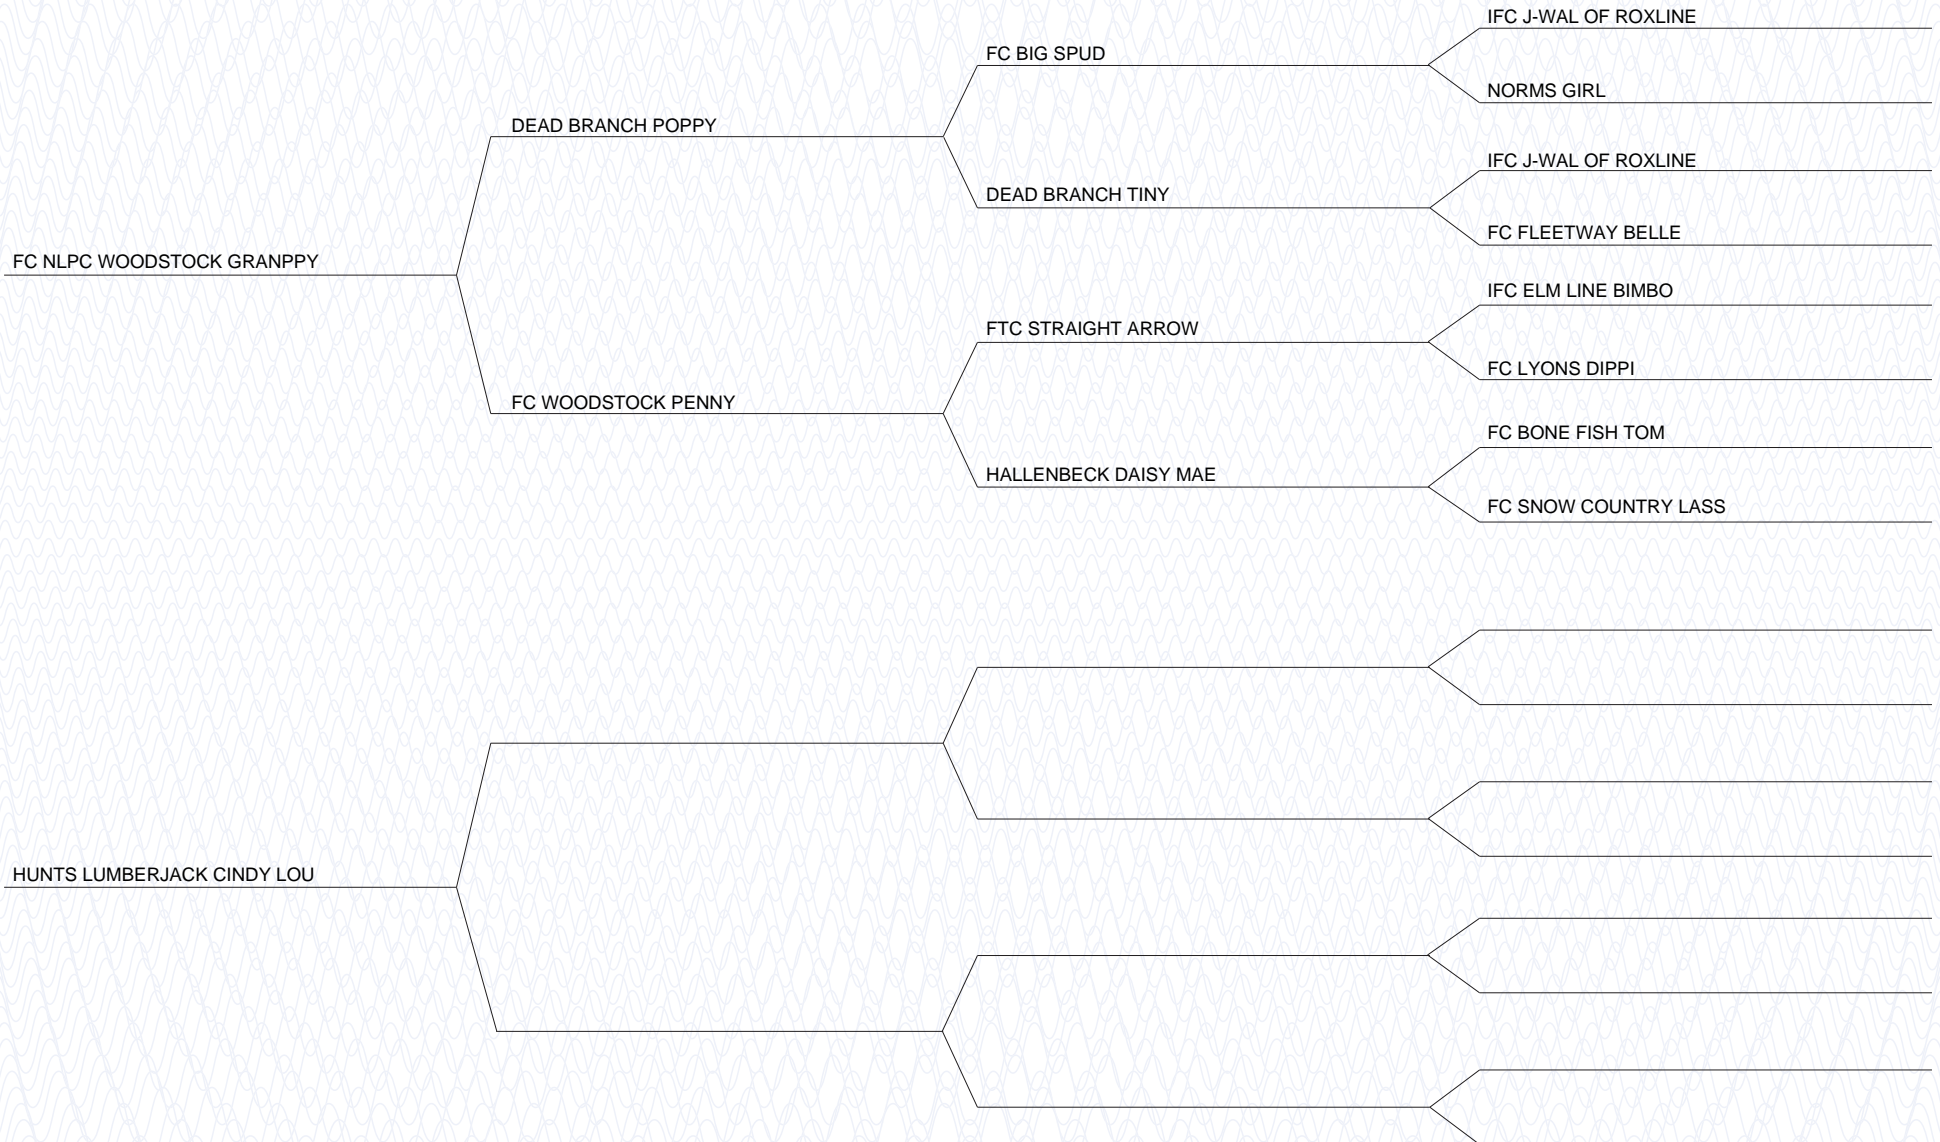 IFC J-WAL OF ROXLINE
FC BIG SPUD
NORMS GIRL
DEAD BRANCH POPPY
IFC J-WAL OF ROXLINE
DEAD BRANCH TINY
FC FLEETWAY BELLE
FC NLPC WOODSTOCK GRANPPY
IFC ELM LINE BIMBO
FTC STRAIGHT ARROW
FC LYONS DIPPI
FC WOODSTOCK PENNY
FC BONE FISH TOM
HALLENBECK DAISY MAE
FC SNOW COUNTRY LASS
HUNTS LUMBERJACK CINDY LOU